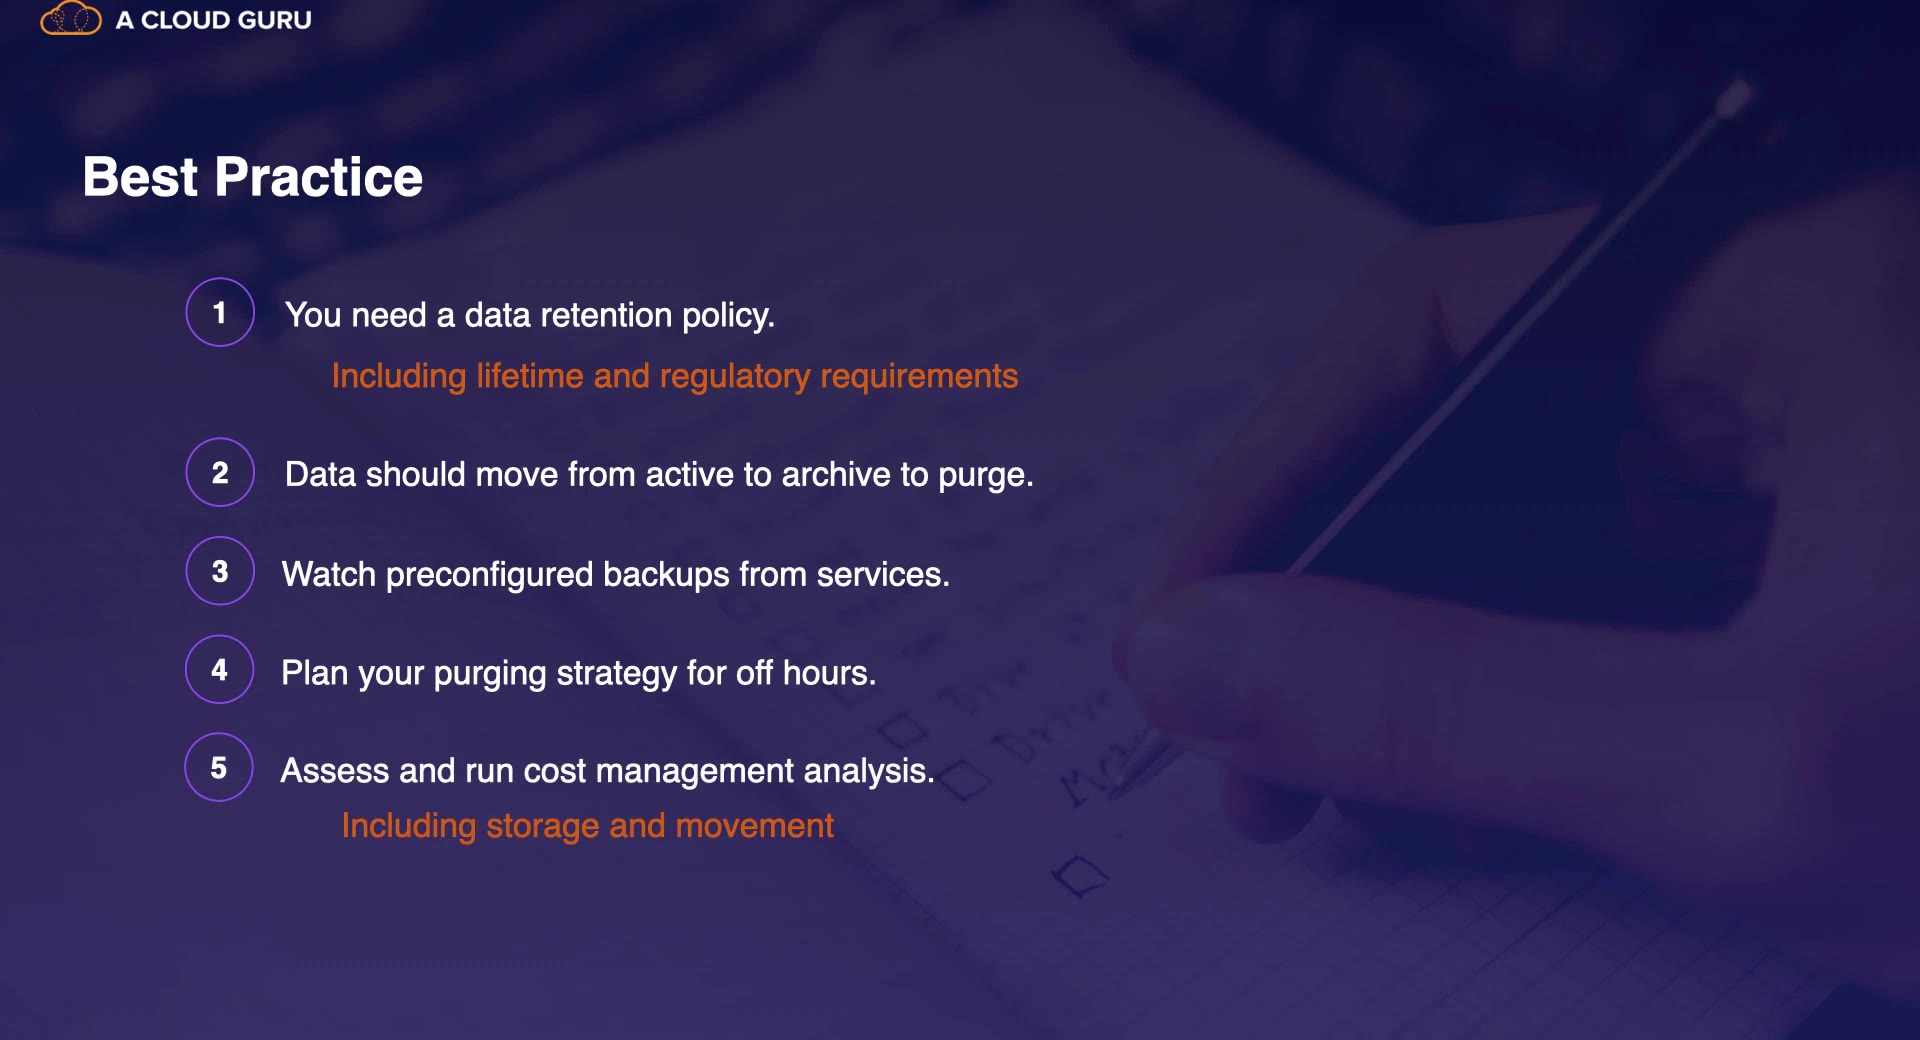 A CLOUD GURU
Best Practice
1 You need a data retention policy.
Including lifetime and regulatory requirements
2 Data should move from active to archive to purge.
3 Watch preconfigured backups from services.
4 Plan your purging strategy for off hours.
5 Assess and run cost management analysis.
Including storage and movement
Drive